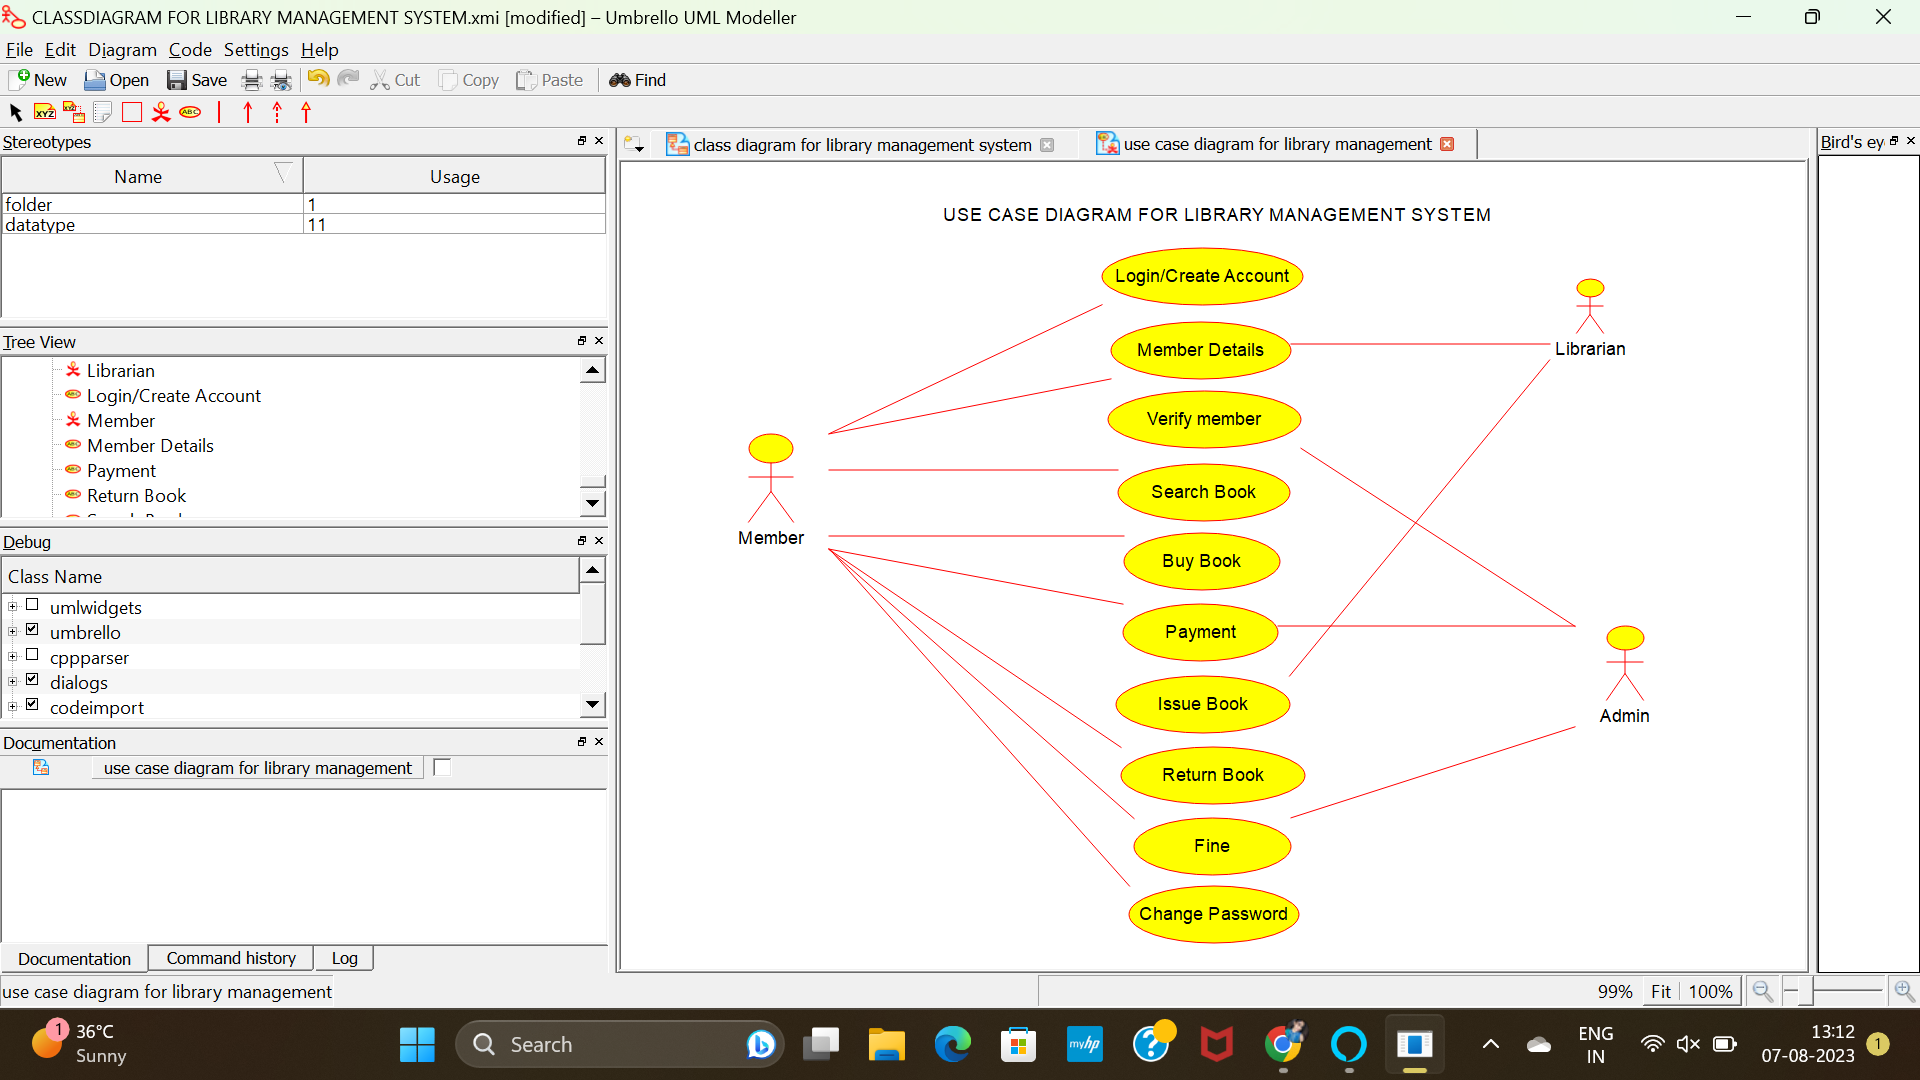 CLASSDIAGRAM FOR LIBRARY MANAGEMENT SYSTEM.xmi [modified] – Umbrello UML Modeller
File Edit Diagram Code Settings Help
New Open Save Cut Copy Paste Find
XYZ XYZ ABC
Stereotypes
Name Usage
folder 1
datatype 11
Tree View
Librarian
Login/Create Account
Member
Member Details
Payment
Return Book
Debug
Class Name
umlwidgets
umbrello
cppparser
dialogs
codeimport
Documentation
use case diagram for library management
Documentation Command history Log
class diagram for library management system
use case diagram for library management
Bird's ey
USE CASE DIAGRAM FOR LIBRARY MANAGEMENT SYSTEM
Login/Create Account
Member Details
Verify member
Search Book
Buy Book
Payment
Issue Book
Return Book
Fine
Change Password
Member
Librarian
Admin
use case diagram for library management
99% Fit 100%
1
36°C
Sunny
Search
myhp
ENG
IN
13:12
07-08-2023
1